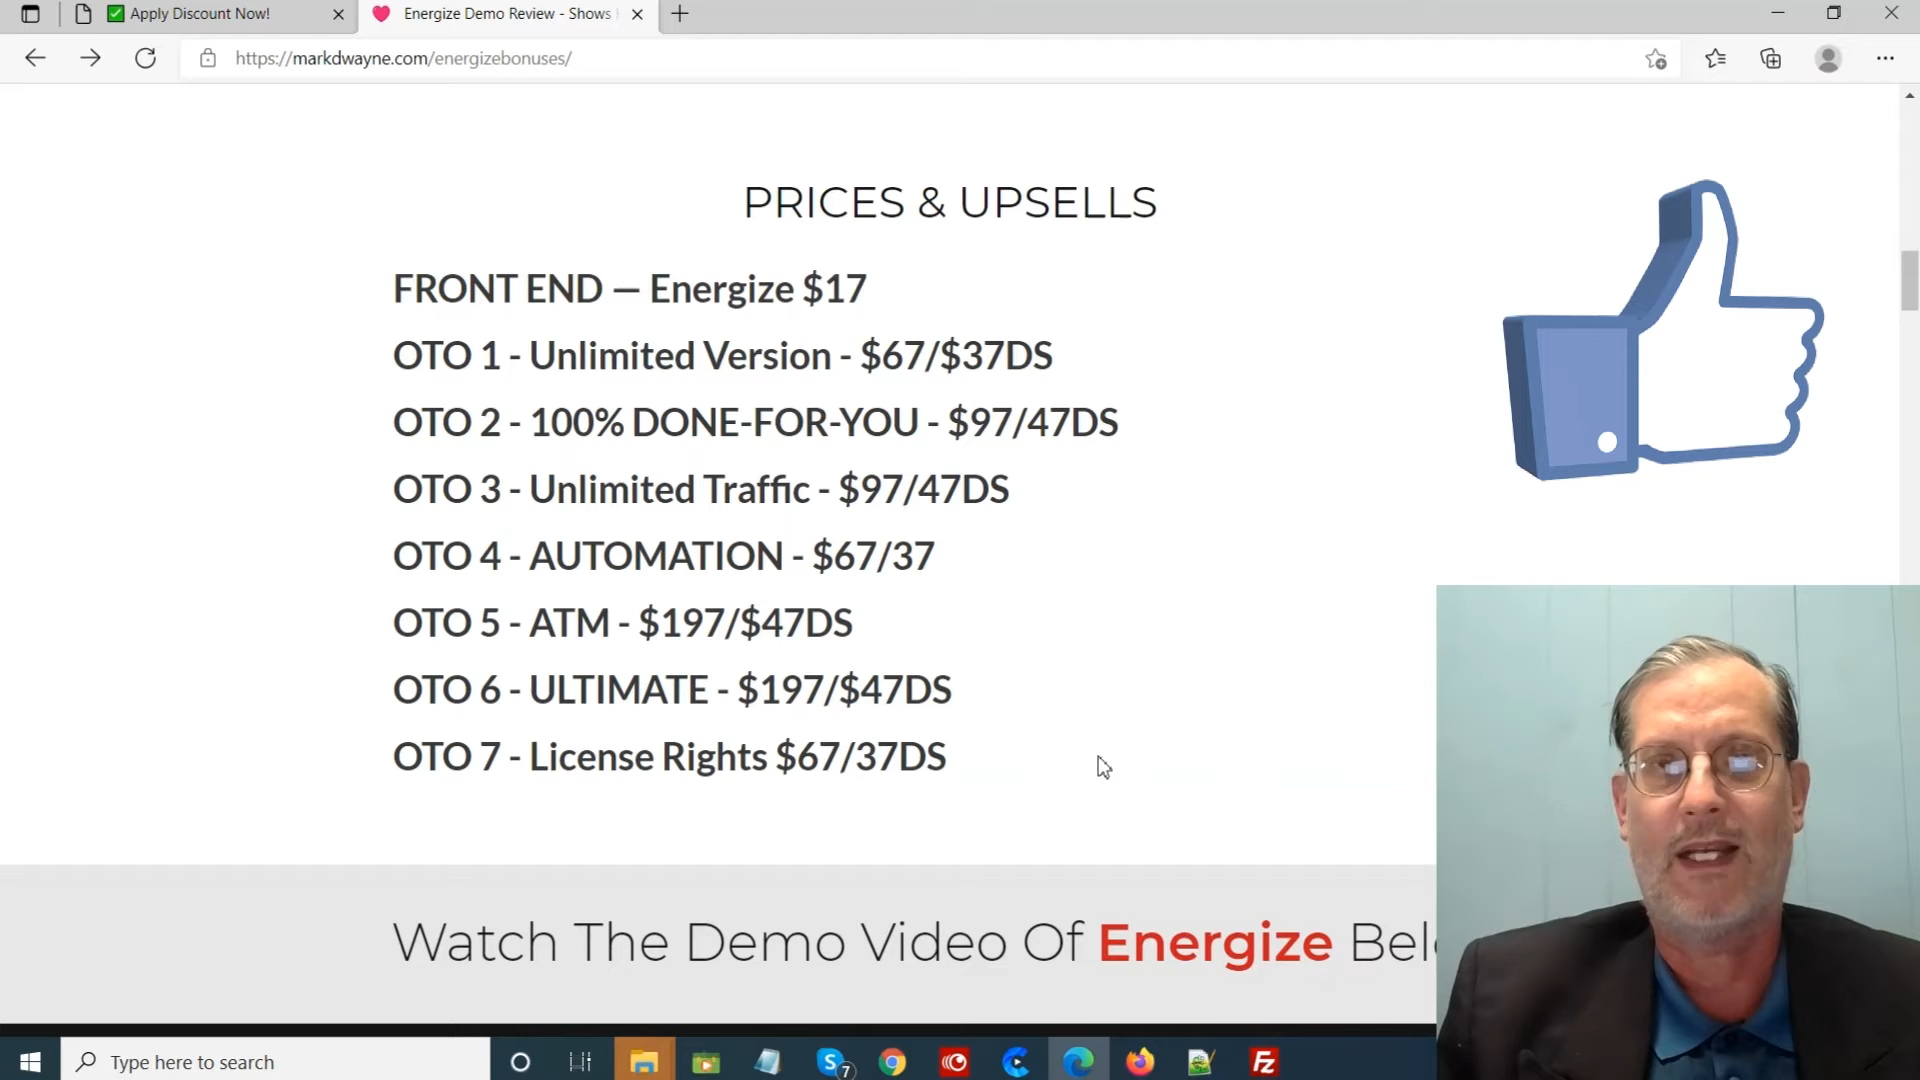 Apply Discount Now!
Energize Demo Review - Shows
https://markdwayne.com/energizebonuses/
PRICES & UPSELLS
FRONT END — Energize $17
OTO 1 - Unlimited Version - $67/$37DS
OTO 2 - 100% DONE-FOR-YOU - $97/47DS
OTO 3 - Unlimited Traffic - $97/47DS
OTO 4 - AUTOMATION - $67/37
OTO 5 - ATM - $197/$47DS
OTO 6 - ULTIMATE - $197/$47DS
OTO 7 - License Rights $67/37DS
Watch The Demo Video Of Energize
Type here to search
7